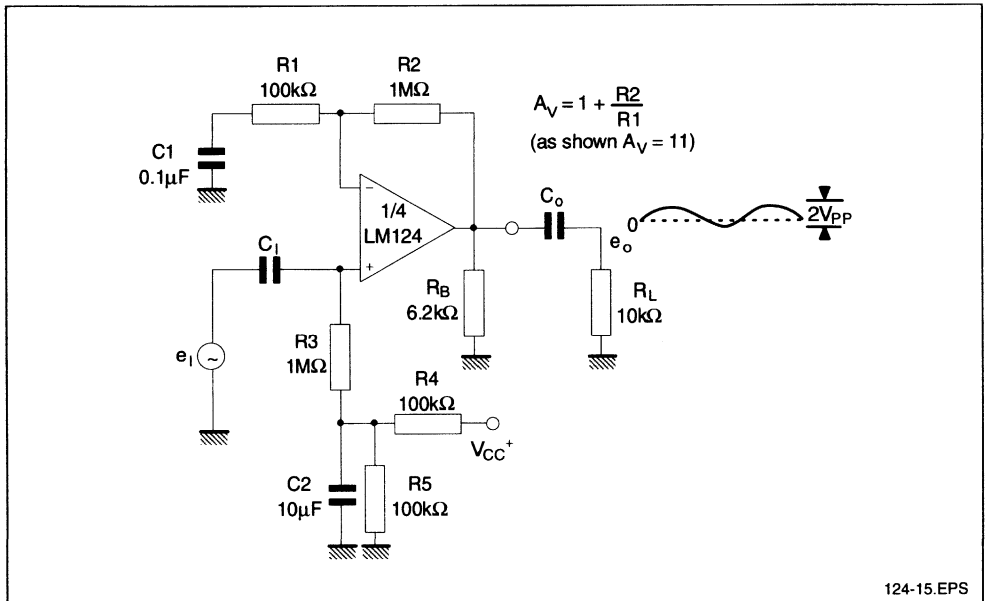 R1
100kΩ
R2
1MΩ
A_V = 1 + R2/R1
(as shown A_V = 11)
C1
0.1µF
1/4
LM124
−
+
C_o
0
e_o
2V_PP
C_I
R_B
6.2kΩ
R_L
10kΩ
e_I
~
R3
1MΩ
R4
100kΩ
V_CC+
C2
10µF
R5
100kΩ
124-15.EPS